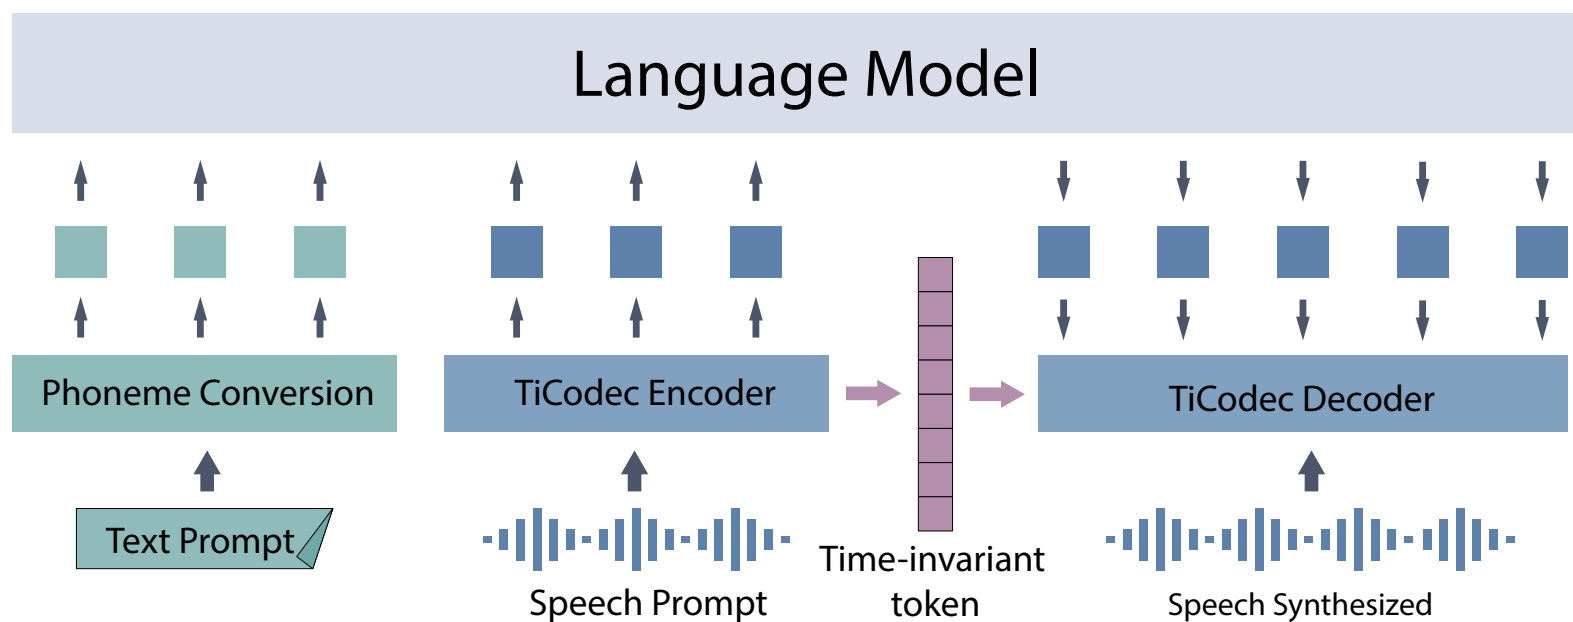 Language Model
Phoneme Conversion
TiCodec Encoder
TiCodec Decoder
Text Prompt
Speech Prompt
Time-invariant
token
Speech Synthesized